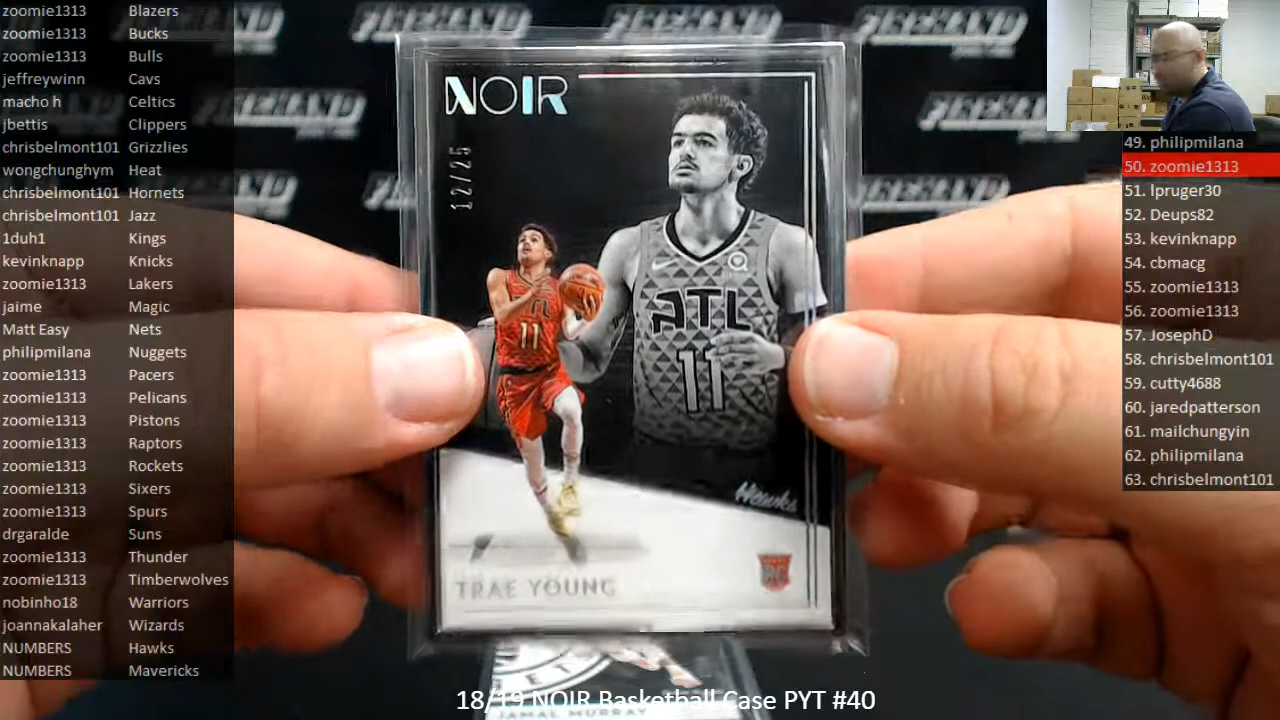 zoomie1313 Blazers
zoomie1313 Bucks
zoomie1313 Bulls
jeffreywinn Cavs
macho h Celtics
jbettis Clippers
chrisbelmont101 Grizzlies
wongchunghym Heat
chrisbelmont101 Hornets
chrisbelmont101 Jazz
1duh1 Kings
kevinknapp Knicks
zoomie1313 Lakers
jaime Magic
Matt Easy Nets
philipmilana Nuggets
zoomie1313 Pacers
zoomie1313 Pelicans
zoomie1313 Pistons
zoomie1313 Raptors
zoomie1313 Rockets
zoomie1313 Sixers
zoomie1313 Spurs
drgaralde Suns
zoomie1313 Thunder
zoomie1313 Timberwolves
nobinho18 Warriors
joannakalaher Wizards
NUMBERS Hawks
NUMBERS Mavericks
NOIR
12/25
ATL
11
11
Hawks
TRAE YOUNG
RC
JAMAL MURRAY
18/19 NOIR Basketball Case PYT #40
49. philipmilana
50. zoomie1313
51. lpruger30
52. Deups82
53. kevinknapp
54. cbmacg
55. zoomie1313
56. zoomie1313
57. JosephD
58. chrisbelmont101
59. cutty4688
60. jaredpatterson
61. mailchungyin
62. philipmilana
63. chrisbelmont101